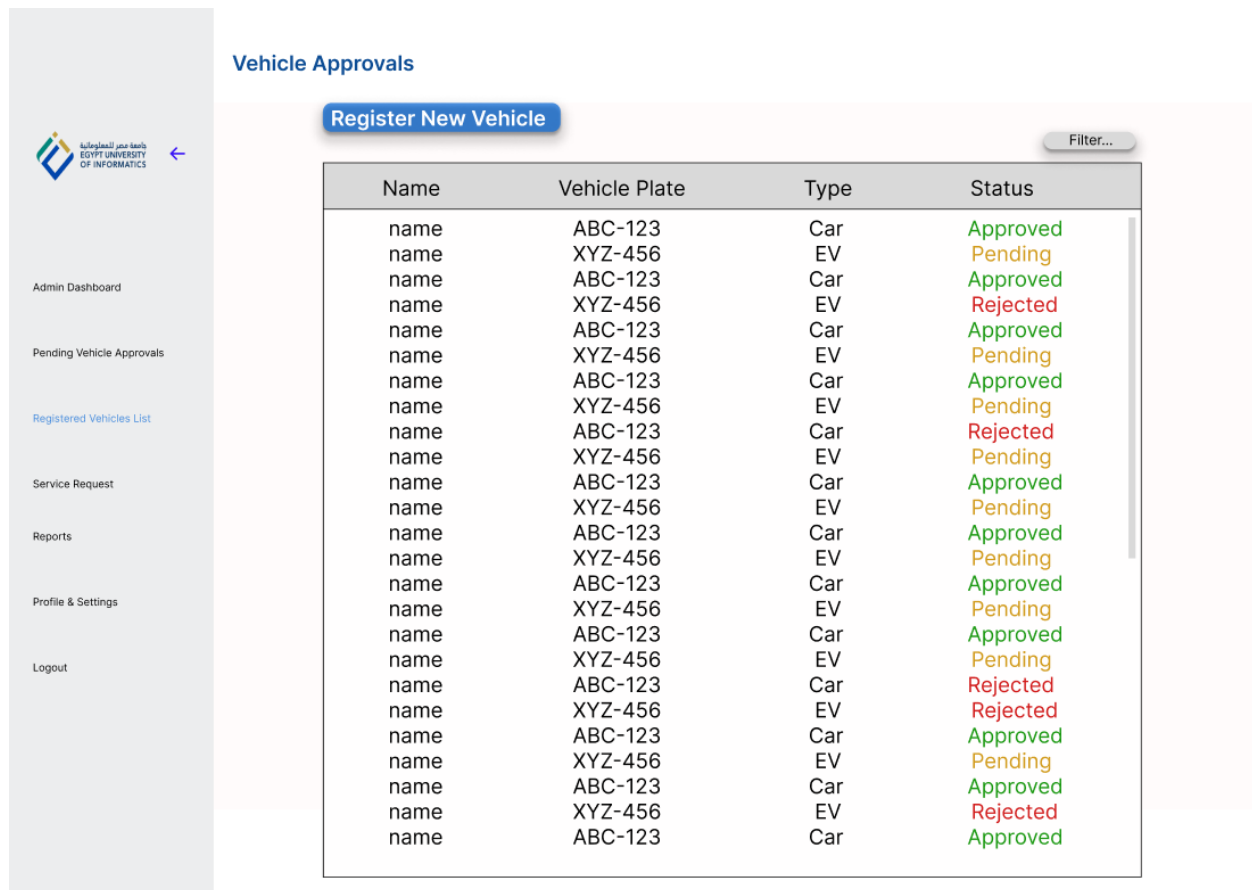 Vehicle Approvals
Register New Vehicle
جامعة مصر للمعلوماتية
EGYPT UNIVERSITY
OF INFORMATICS
Filter...
Admin Dashboard
Pending Vehicle Approvals
Registered Vehicles List
Service Request
Reports
Profile & Settings
Logout
Name Vehicle Plate Type Status
name ABC-123 Car Approved
name XYZ-456 EV Pending
name ABC-123 Car Approved
name XYZ-456 EV Rejected
name ABC-123 Car Approved
name XYZ-456 EV Pending
name ABC-123 Car Approved
name XYZ-456 EV Pending
name ABC-123 Car Rejected
name XYZ-456 EV Pending
name ABC-123 Car Approved
name XYZ-456 EV Pending
name ABC-123 Car Approved
name XYZ-456 EV Pending
name ABC-123 Car Approved
name XYZ-456 EV Pending
name ABC-123 Car Approved
name XYZ-456 EV Pending
name ABC-123 Car Rejected
name XYZ-456 EV Rejected
name ABC-123 Car Approved
name XYZ-456 EV Pending
name ABC-123 Car Approved
name XYZ-456 EV Rejected
name ABC-123 Car Approved